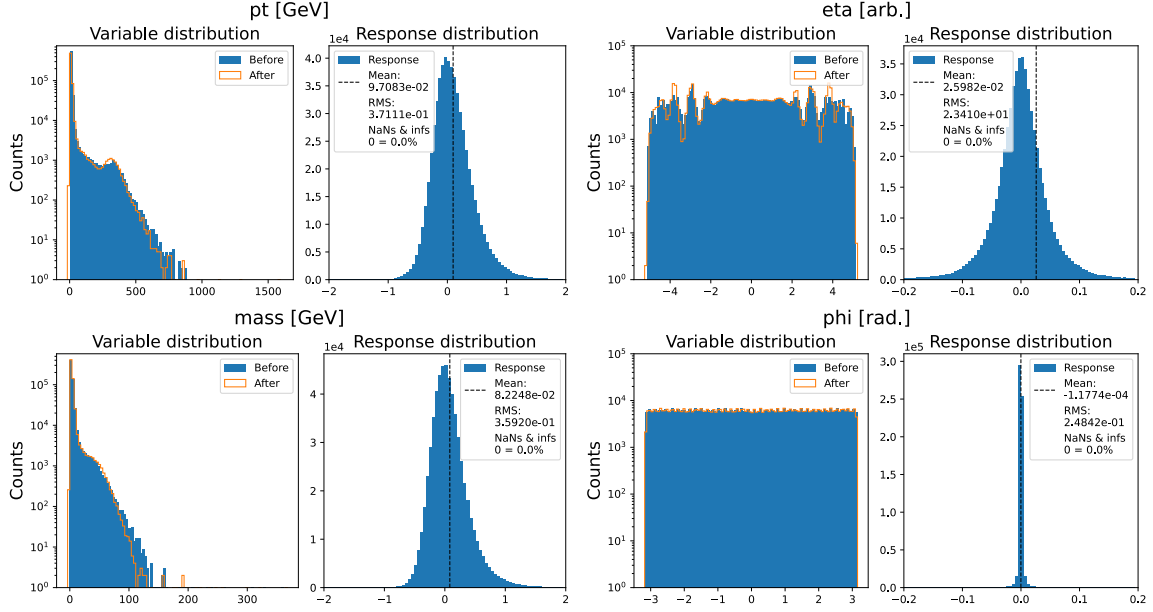 pt [GeV]
Variable distribution
Response distribution
Before
After
Counts
10^5
10^4
10^3
10^2
10^1
10^0
0 500 1000 1500
1e4
Response
Mean:
9.7083e-02
RMS:
3.7111e-01
NaNs & infs
0 = 0.0%
4.0
3.5
3.0
2.5
2.0
1.5
1.0
0.5
0.0
−2 −1 0 1 2
eta [arb.]
Variable distribution
Response distribution
Before
After
Counts
10^5
10^4
10^3
10^2
10^1
10^0
−4 −2 0 2 4
1e4
Response
Mean:
2.5982e-02
RMS:
2.3410e+01
NaNs & infs
0 = 0.0%
3.5
3.0
2.5
2.0
1.5
1.0
0.5
0.0
−0.2 −0.1 0.0 0.1 0.2
mass [GeV]
Variable distribution
Response distribution
Before
After
Counts
10^5
10^4
10^3
10^2
10^1
10^0
0 100 200 300
1e4
Response
Mean:
8.2248e-02
RMS:
3.5920e-01
NaNs & infs
0 = 0.0%
4
3
2
1
0
−2 −1 0 1 2
phi [rad.]
Variable distribution
Response distribution
Before
After
Counts
10^5
10^4
10^3
10^2
10^1
10^0
−3 −2 −1 0 1 2 3
1e5
Response
Mean:
-1.1774e-04
RMS:
2.4842e-01
NaNs & infs
0 = 0.0%
3.0
2.5
2.0
1.5
1.0
0.5
0.0
−0.2 −0.1 0.0 0.1 0.2